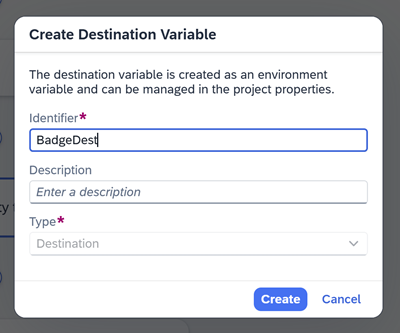 Create Destination Variable
The destination variable is created as an environment
variable and can be managed in the project properties.
Identifier*
BadgeDest
Description
Enter a description
Type*
Destination
Create Cancel